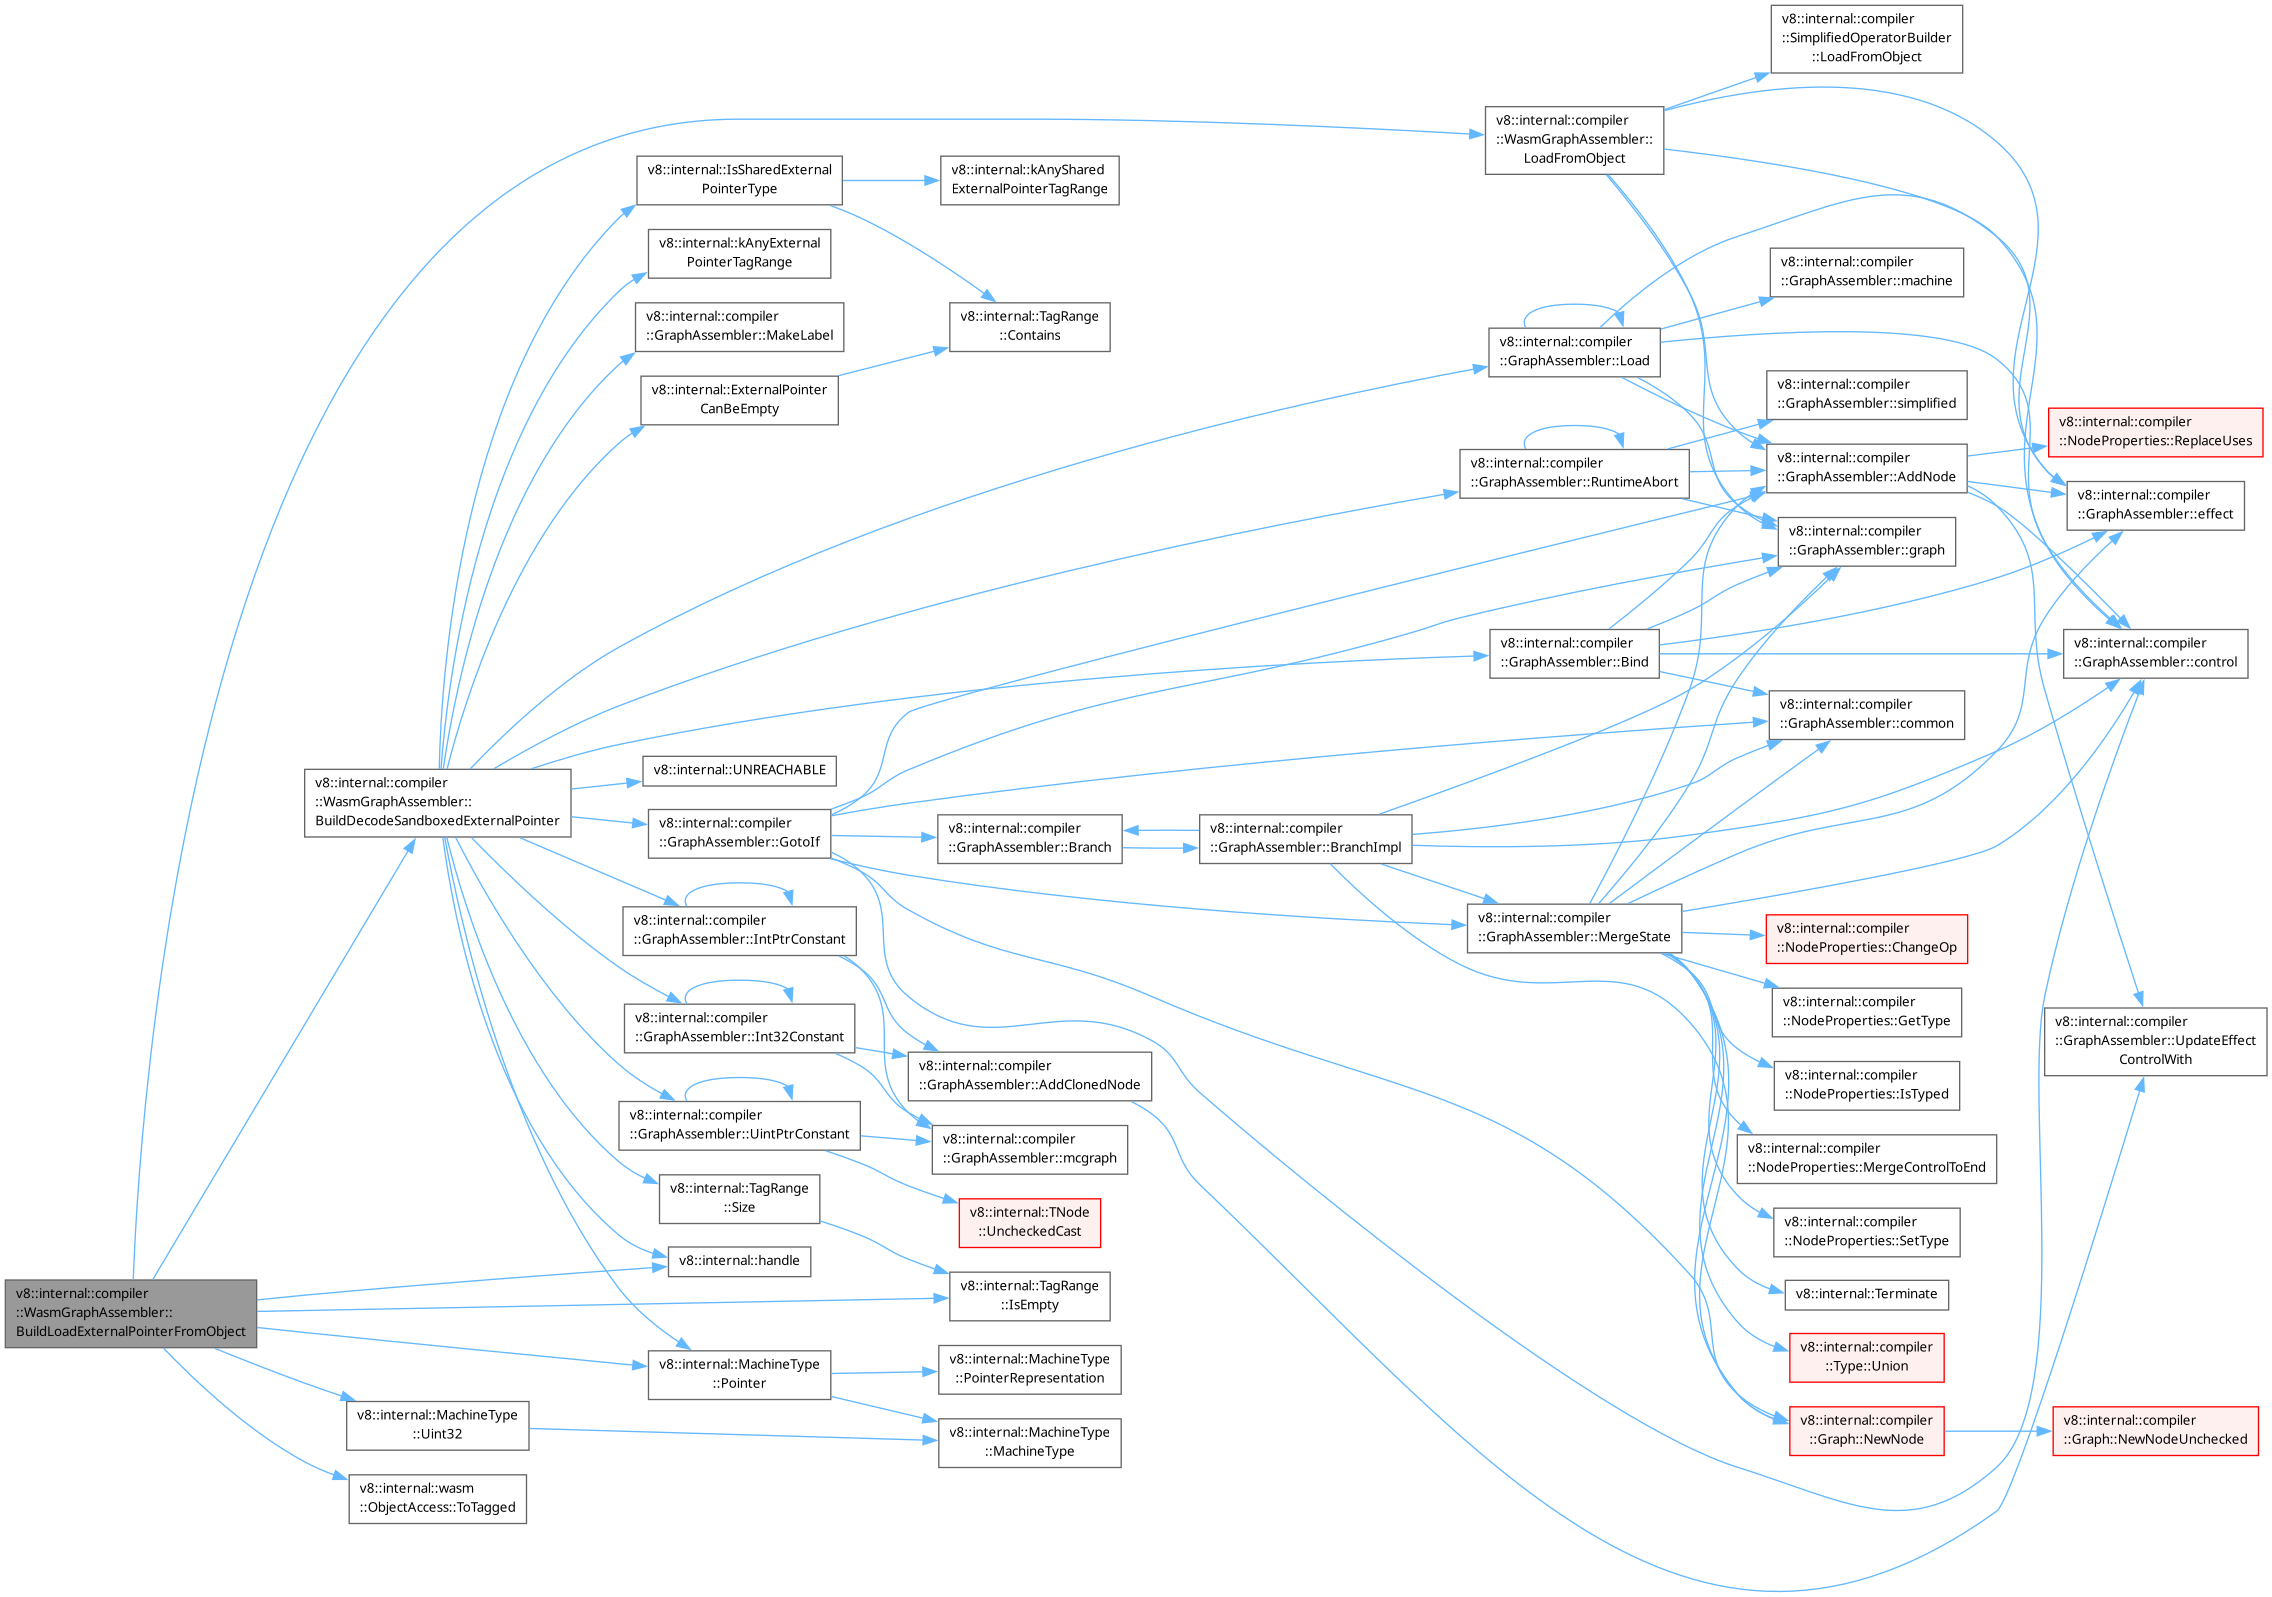 v8::internal::compiler
::SimplifiedOperatorBuilder
::LoadFromObject
v8::internal::compiler
::WasmGraphAssembler::
LoadFromObject
v8::internal::IsSharedExternal
PointerType
v8::internal::kAnyShared
ExternalPointerTagRange
v8::internal::kAnyExternal
PointerTagRange
v8::internal::compiler
::GraphAssembler::machine
v8::internal::compiler
::GraphAssembler::MakeLabel
v8::internal::TagRange
::Contains
v8::internal::compiler
::GraphAssembler::Load
v8::internal::ExternalPointer
CanBeEmpty
v8::internal::compiler
::GraphAssembler::simplified
v8::internal::compiler
::NodeProperties::ReplaceUses
v8::internal::compiler
::GraphAssembler::RuntimeAbort
v8::internal::compiler
::GraphAssembler::AddNode
v8::internal::compiler
::GraphAssembler::effect
v8::internal::compiler
::GraphAssembler::graph
v8::internal::compiler
::GraphAssembler::Bind
v8::internal::compiler
::GraphAssembler::control
v8::internal::compiler
::GraphAssembler::common
v8::internal::compiler
::WasmGraphAssembler::
BuildDecodeSandboxedExternalPointer
v8::internal::UNREACHABLE
v8::internal::compiler
::GraphAssembler::GotoIf
v8::internal::compiler
::GraphAssembler::Branch
v8::internal::compiler
::GraphAssembler::BranchImpl
v8::internal::compiler
::GraphAssembler::IntPtrConstant
v8::internal::compiler
::GraphAssembler::MergeState
v8::internal::compiler
::NodeProperties::ChangeOp
v8::internal::compiler
::NodeProperties::GetType
v8::internal::compiler
::GraphAssembler::Int32Constant
v8::internal::compiler
::GraphAssembler::UpdateEffect
ControlWith
v8::internal::compiler
::GraphAssembler::AddClonedNode
v8::internal::compiler
::NodeProperties::IsTyped
v8::internal::compiler
::GraphAssembler::UintPtrConstant
v8::internal::compiler
::GraphAssembler::mcgraph
v8::internal::compiler
::NodeProperties::MergeControlToEnd
v8::internal::TagRange
::Size
v8::internal::TNode
::UncheckedCast
v8::internal::compiler
::NodeProperties::SetType
v8::internal::handle
v8::internal::TagRange
::IsEmpty
v8::internal::Terminate
v8::internal::compiler
::WasmGraphAssembler::
BuildLoadExternalPointerFromObject
v8::internal::MachineType
::Pointer
v8::internal::MachineType
::PointerRepresentation
v8::internal::compiler
::Type::Union
v8::internal::MachineType
::Uint32
v8::internal::MachineType
::MachineType
v8::internal::compiler
::Graph::NewNode
v8::internal::compiler
::Graph::NewNodeUnchecked
v8::internal::wasm
::ObjectAccess::ToTagged